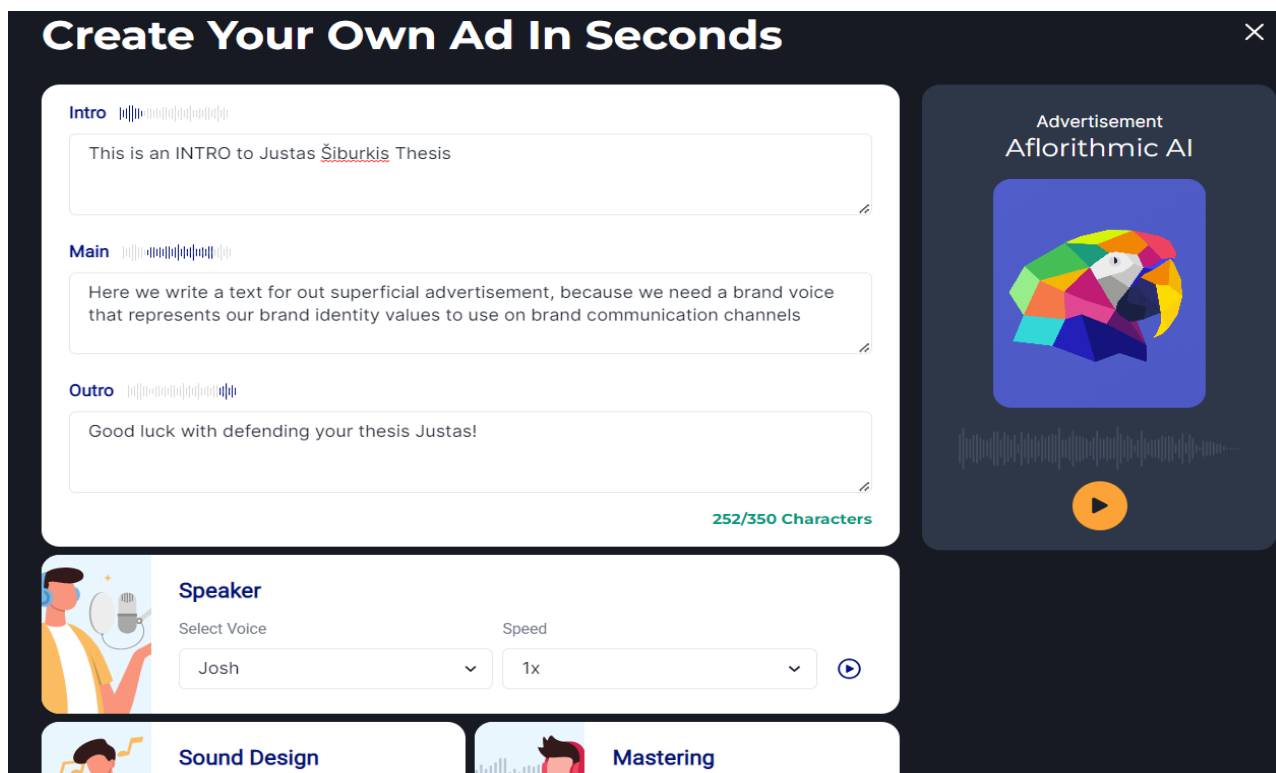 Create Your Own Ad In Seconds
Intro
This is an INTRO to Justas Šiburkis Thesis
Main
Here we write a text for out superficial advertisement, because we need a brand voice
that represents our brand identity values to use on brand communication channels
Outro
Good luck with defending your thesis Justas!
252/350 Characters
Advertisement
Aflorithmic AI
Speaker
Select Voice
Speed
Josh
1x
Sound Design
Mastering